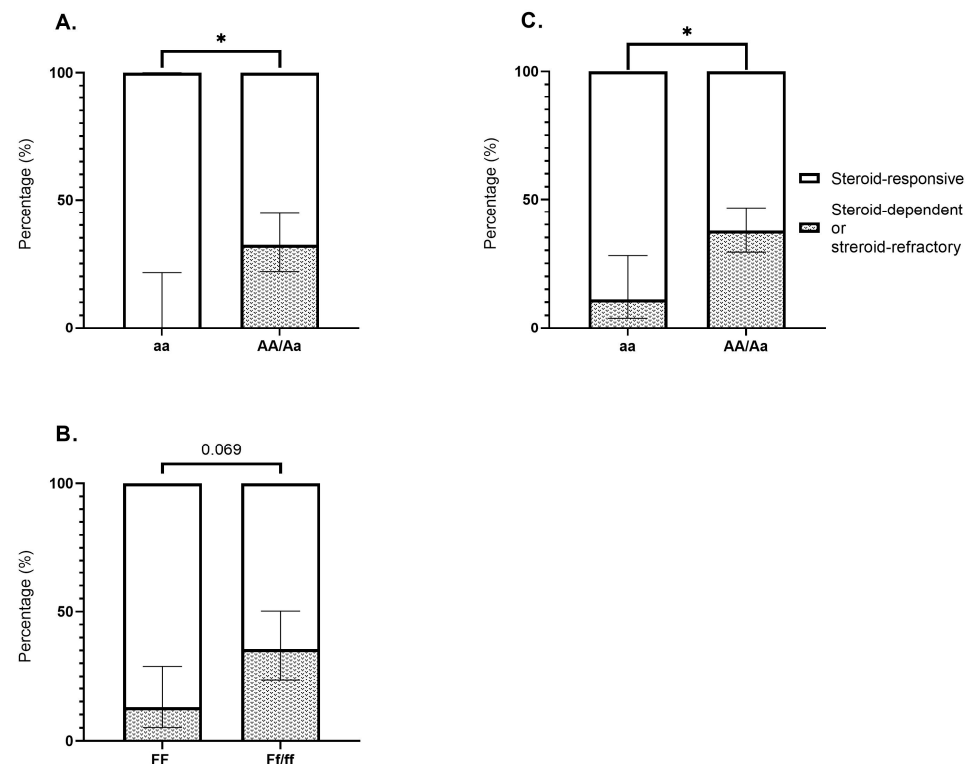 A.
*
100
50
0
Percentage (%)
aa
AA/Aa
C.
*
100
50
0
Percentage (%)
aa
AA/Aa
Steroid-responsive
Steroid-dependent
or
streroid-refractory
B.
0.069
100
50
0
Percentage (%)
FF
Ff/ff